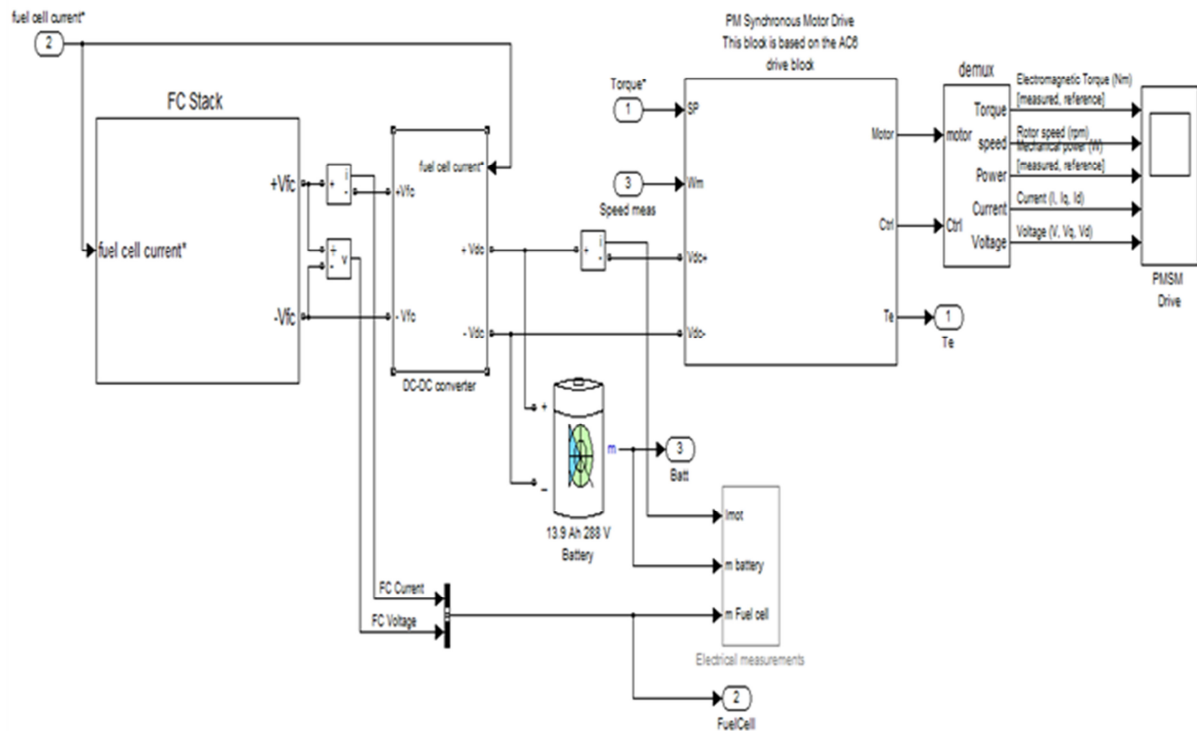 fuel cell current*
2
FC Stack
+Vfc
fuel cell current*
-Vfc
i
+
-
+
-
v
fuel cell current*
+Vfc
- Vfc
+ Vdc
- Vdc
DC-DC converter
i
+
-
PM Synchronous Motor Drive
This block is based on the AC6
drive block
Torque*
1
3
Speed meas
SP
Wm
Vdc+
Vdc-
Motor
Ctrl
Te
1
Te
demux
motor
Ctrl
Torque
speed
Power
Current
Voltage
Electromagnetic Torque (Nm)
[measured, reference]
Rotor speed (rpm)
Mechanical power (W)
[measured, reference]
Current (I, Iq, Id)
Voltage (V, Vq, Vd)
PMSM
Drive
+
_
m
13.9 Ah 288 V
Battery
3
Batt
Imot
m battery
m Fuel cell
Electrical measurements
FC Current
FC Voltage
2
FuelCell